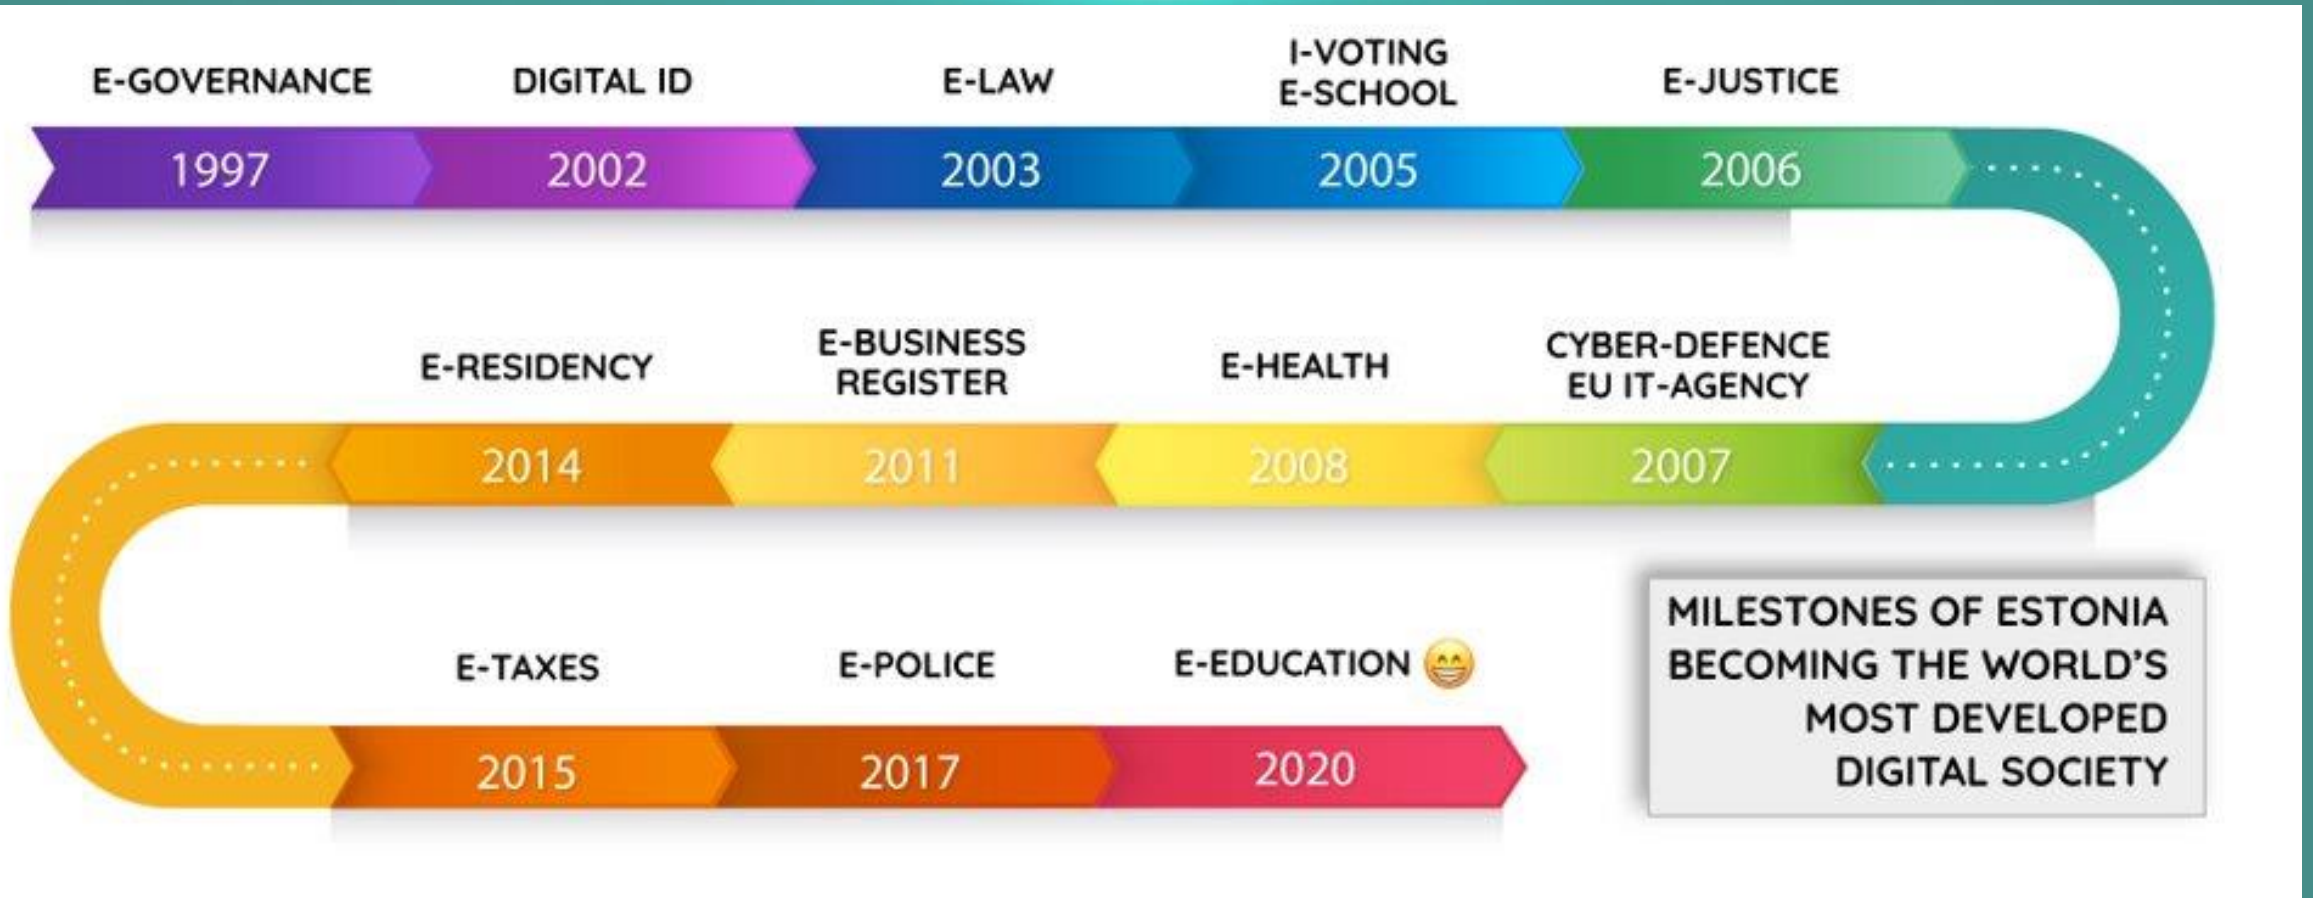 E-GOVERNANCE
1997
DIGITAL ID
2002
E-LAW
2003
I-VOTING
E-SCHOOL
2005
E-JUSTICE
2006
CYBER-DEFENCE
EU IT-AGENCY
2007
E-HEALTH
2008
E-BUSINESS
REGISTER
2011
E-RESIDENCY
2014
E-TAXES
2015
E-POLICE
2017
E-EDUCATION 😁
2020
MILESTONES OF ESTONIA
BECOMING THE WORLD'S
MOST DEVELOPED
DIGITAL SOCIETY